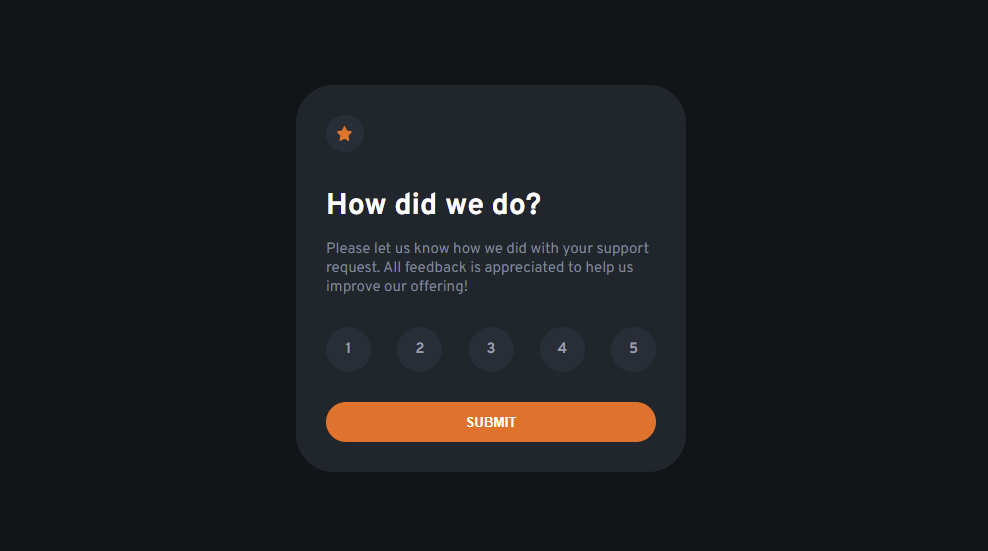 How did we do?
Please let us know how we did with your support
request. All feedback is appreciated to help us
improve our offering!
1 2 3 4 5
SUBMIT